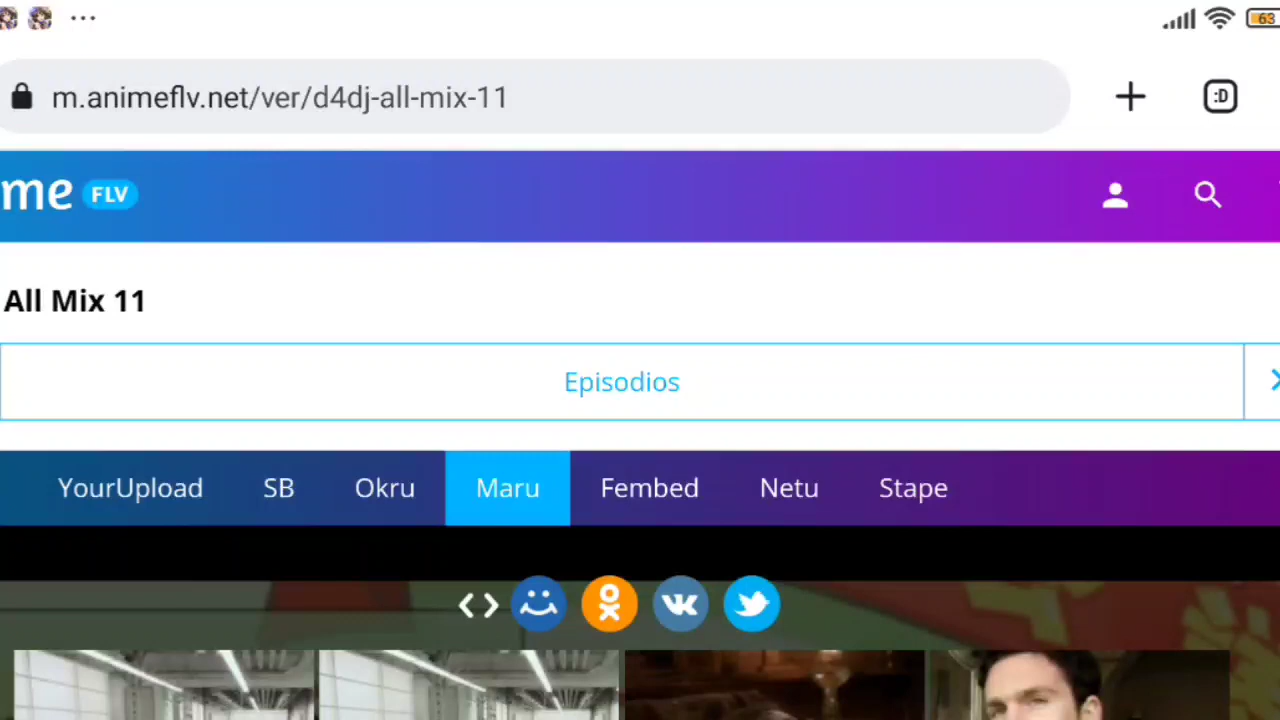 63
m.animeflv.net/ver/d4dj-all-mix-11
:D
me FLV
All Mix 11
Episodios
YourUpload SB Okru Maru Fembed Netu Stape